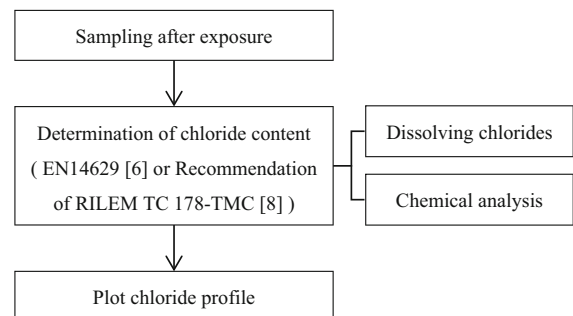 Sampling after exposure
Determination of chloride content
( EN14629 [6] or Recommendation
of RILEM TC 178-TMC [8] )
Dissolving chlorides
Chemical analysis
Plot chloride profile